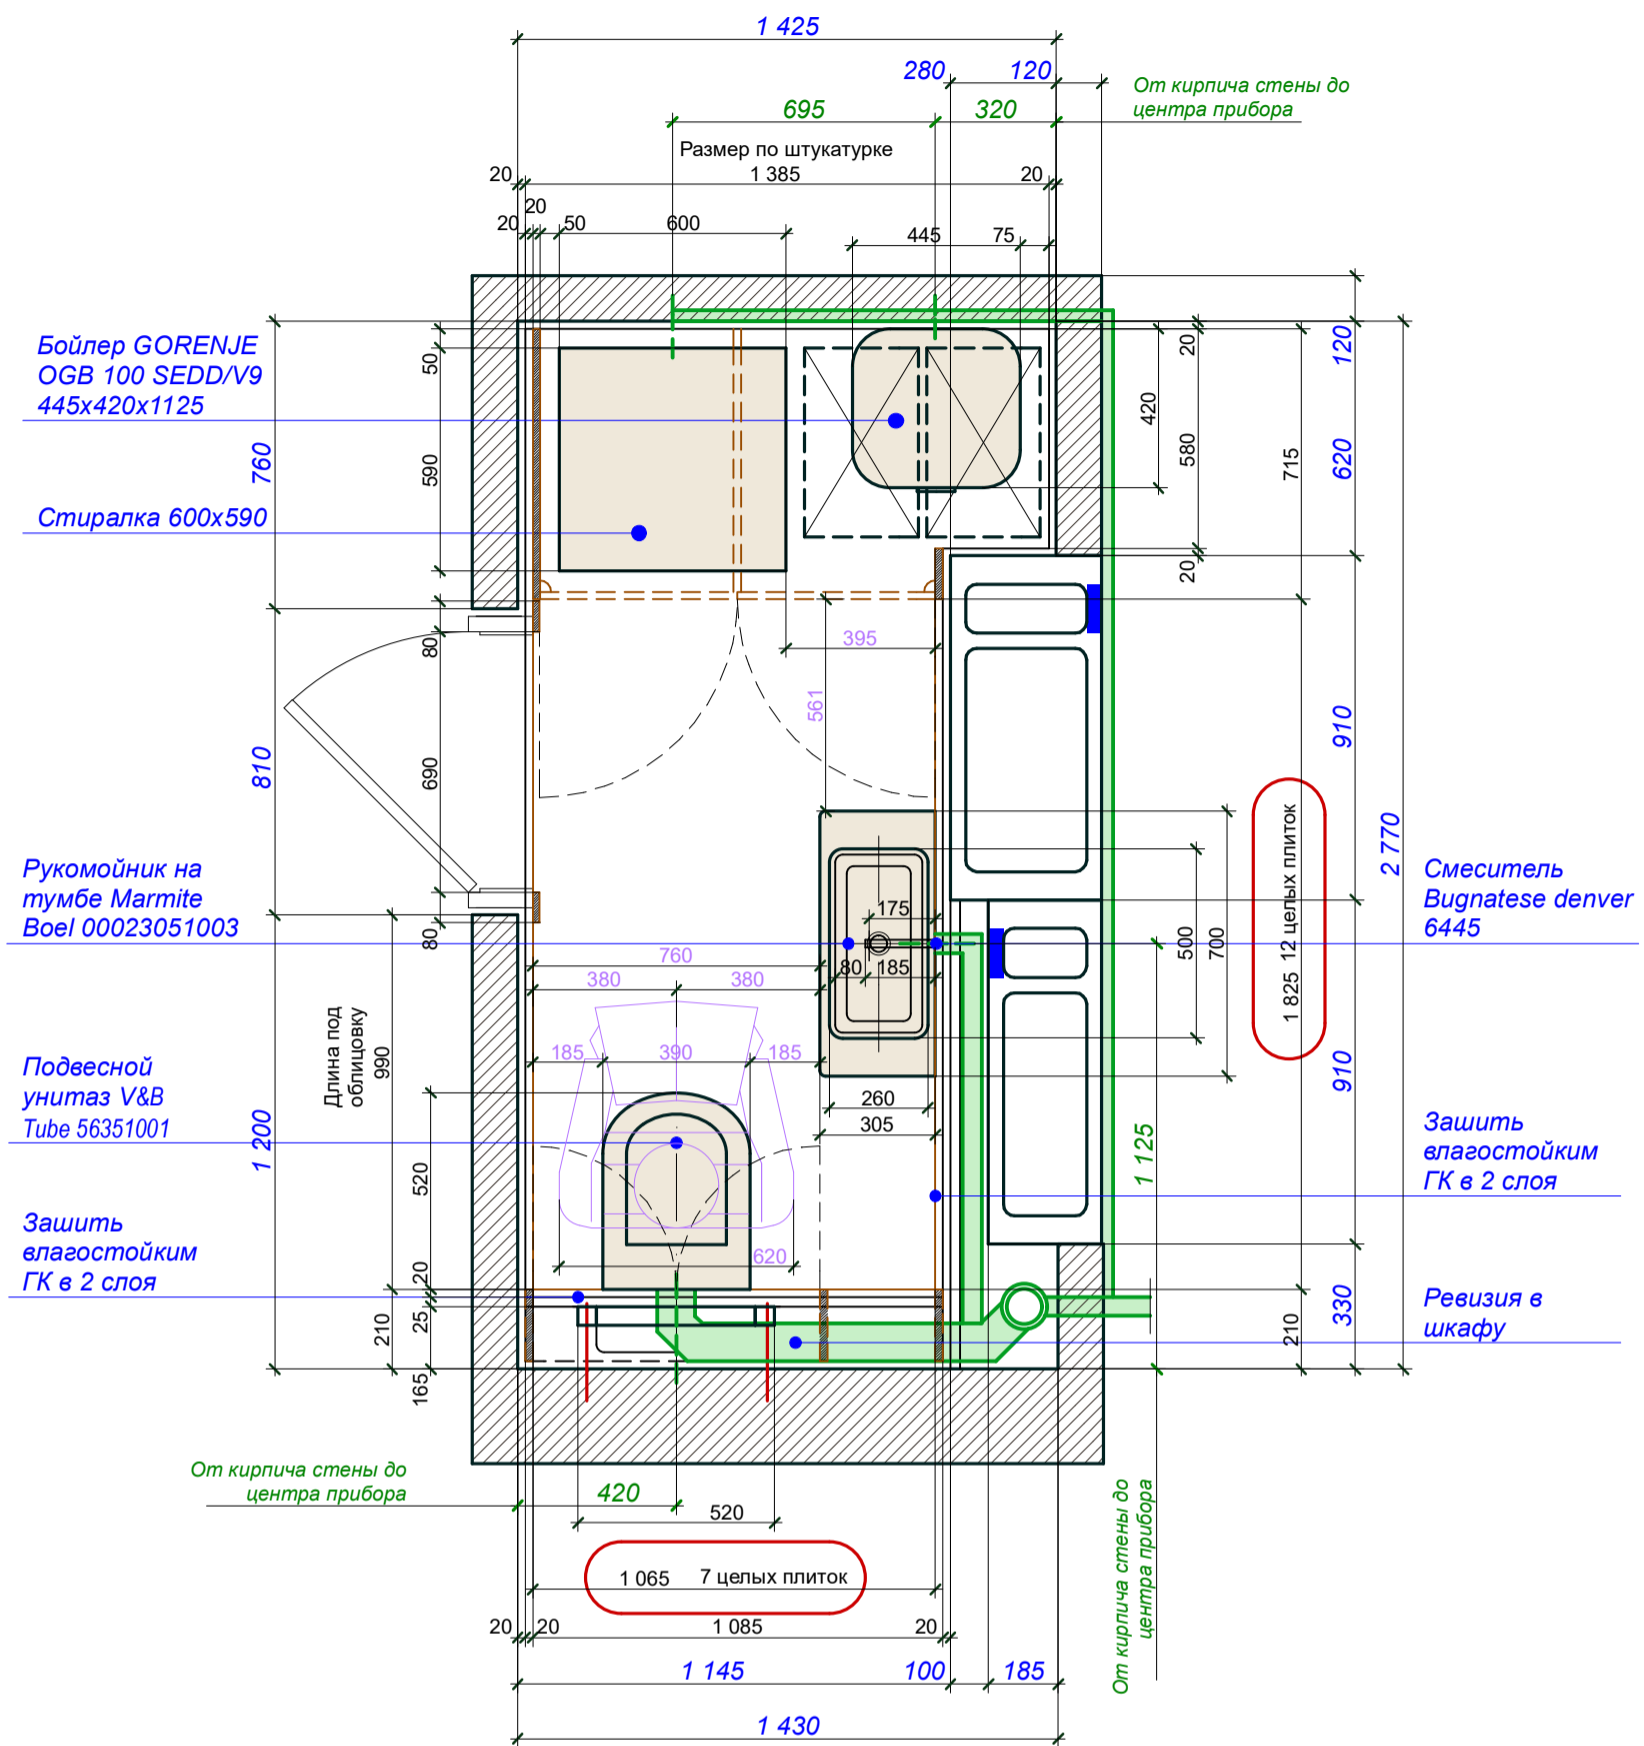 1 425
280
120
От кирпича стены до
центра прибора
695
320
Размер по штукатурке
20
1 385
20
20
20
50
600
445
75
Бойлер GORENJE
OGB 100 SEDD/V9
445x420x1125
50
20
120
760
590
420
580
715
620
Стиралка 600х590
20
80
395
561
910
810
690
1 825 12 целых плиток
2 770
Рукомойник на
тумбе Marmite
Boel 00023051003
Смеситель
Bugnatese denver
6445
175
80
760
80
185
500
700
380
380
Длина под
облицовку
990
185
390
185
910
Подвесной
унитаз V&B
Tube 56351001
260
305
1 200
1 125
Зашить
влагостойким
ГК в 2 слоя
520
Зашить
влагостойким
ГК в 2 слоя
620
20
25
210
165
210
330
Ревизия в
шкафу
От кирпича стены до
центра прибора
420
520
От кирпича стены до
центра прибора
1 065 7 целых плиток
20
20
1 085
20
1 145
100
185
1 430